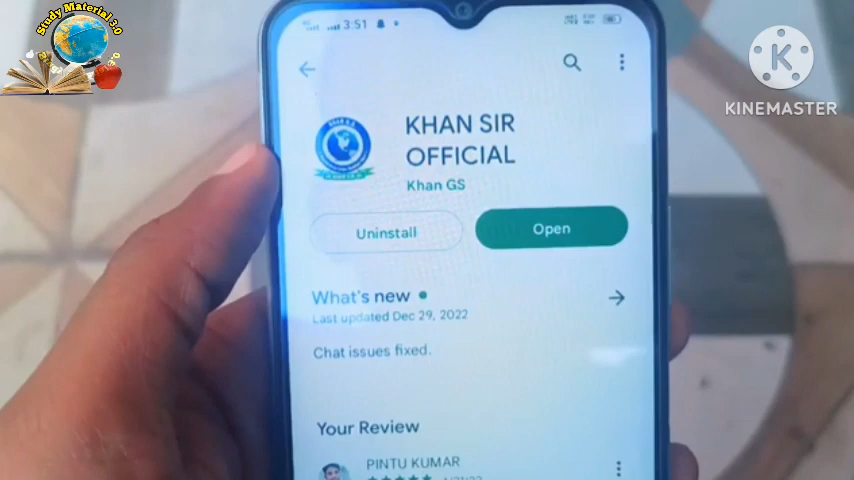 Study Material 3.0
3:51
KHAN SIR
OFFICIAL
Khan GS
Uninstall
Open
What's new
Last updated Dec 29, 2022
Chat issues fixed.
Your Review
PINTU KUMAR
K
KINEMASTER